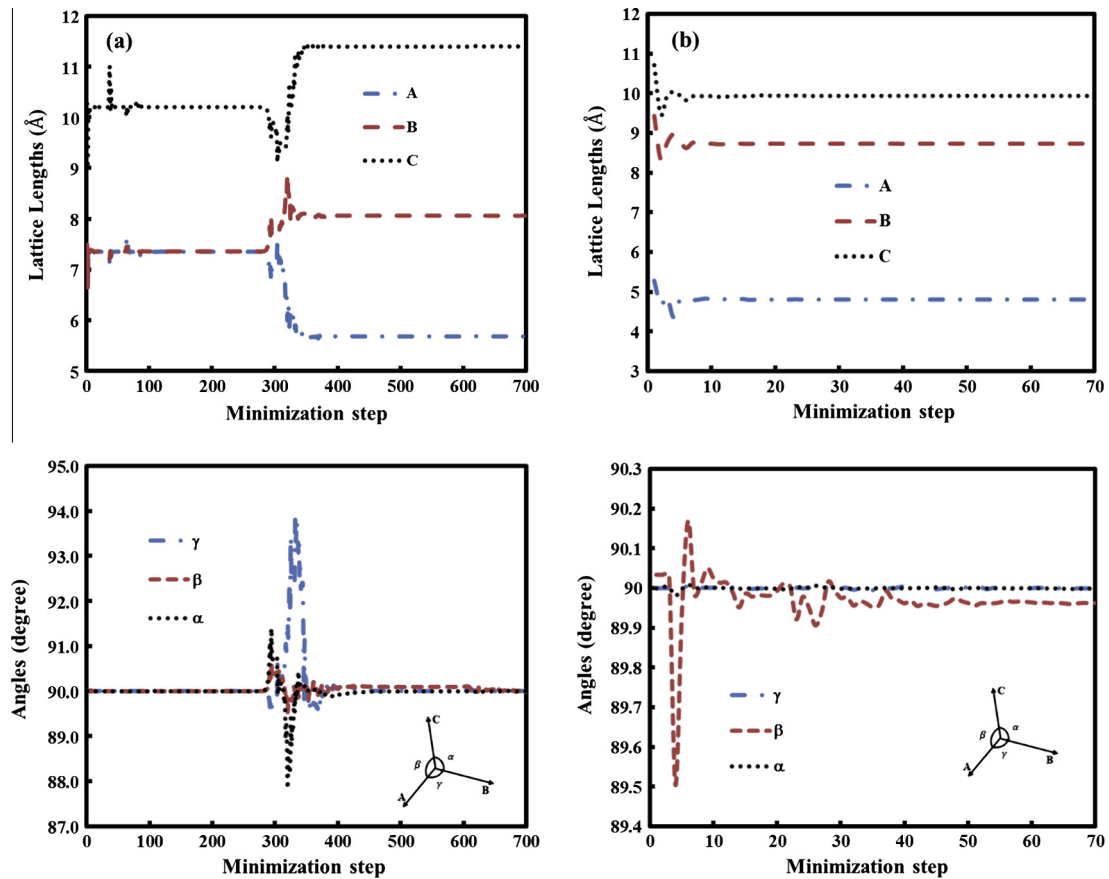 (a)
12
11
10
9
8
7
6
5
Lattice Lengths (Å)
A
B
C
0 100 200 300 400 500 600 700
Minimization step
(b)
12
11
10
9
8
7
6
5
4
3
Lattice Lengths (Å)
A
B
C
0 10 20 30 40 50 60 70
Minimization step
95.0
94.0
93.0
92.0
91.0
90.0
89.0
88.0
87.0
Angles (degree)
γ
β
α
C
β α
A γ B
0 100 200 300 400 500 600 700
Minimization step
90.3
90.2
90.1
90
89.9
89.8
89.7
89.6
89.5
89.4
Angles (degree)
γ
β
α
C
β α
A γ B
0 10 20 30 40 50 60 70
Minimization step